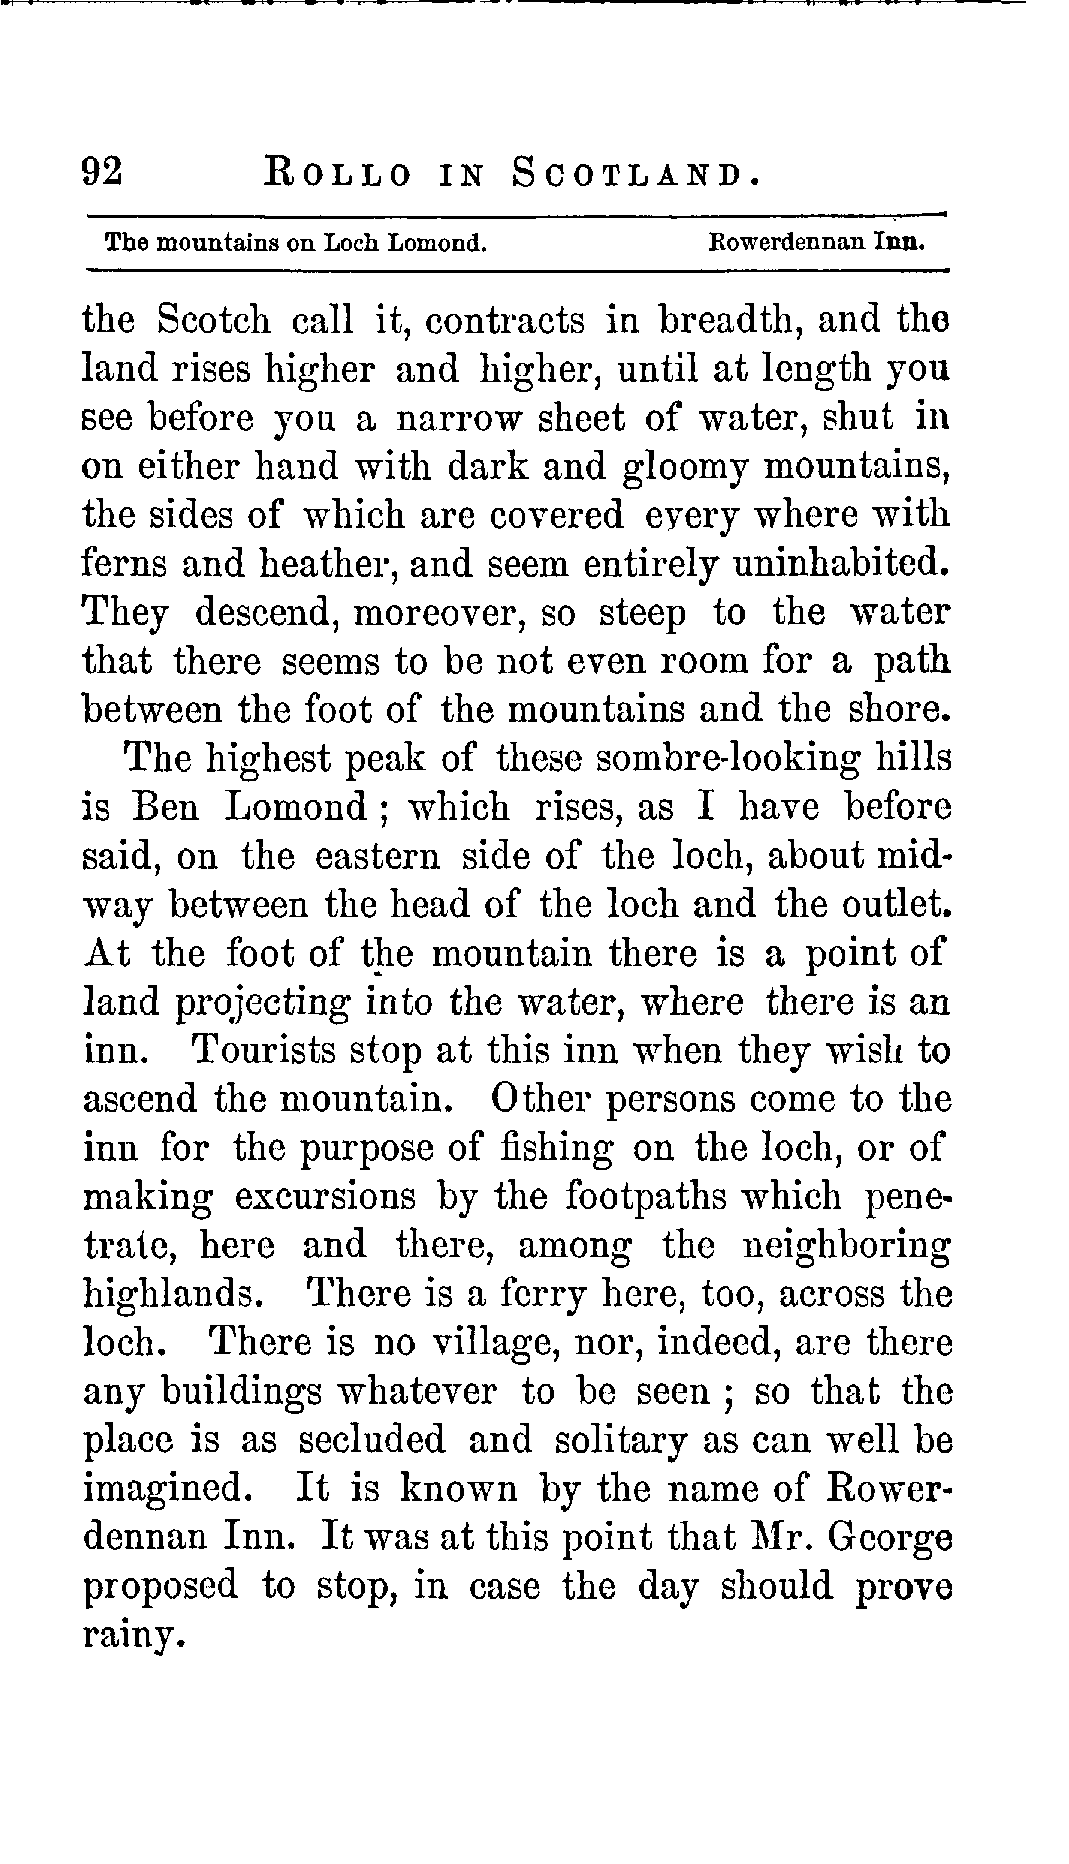 92 ROLLO IN SCOTLAND.
The mountains on Loch Lomond. Rowerdennan Inn.
the Scotch call it, contracts in breadth, and the
land rises higher and higher, until at length you
see before you a narrow sheet of water, shut in
on either hand with dark and gloomy mountains,
the sides of which are covered every where with
ferns and heather, and seem entirely uninhabited.
They descend, moreover, so steep to the water
that there seems to be not even room for a path
between the foot of the mountains and the shore.
The highest peak of these sombre-looking hills
is Ben Lomond ; which rises, as I have before
said, on the eastern side of the loch, about mid-
way between the head of the loch and the outlet.
At the foot of the mountain there is a point of
land projecting into the water, where there is an
inn. Tourists stop at this inn when they wish to
ascend the mountain. Other persons come to the
inn for the purpose of fishing on the loch, or of
making excursions by the footpaths which pene-
trate, here and there, among the neighboring
highlands. There is a ferry here, too, across the
loch. There is no village, nor, indeed, are there
any buildings whatever to be seen ; so that the
place is as secluded and solitary as can well be
imagined. It is known by the name of Rower-
dennan Inn. It was at this point that Mr. George
proposed to stop, in case the day should prove
rainy.